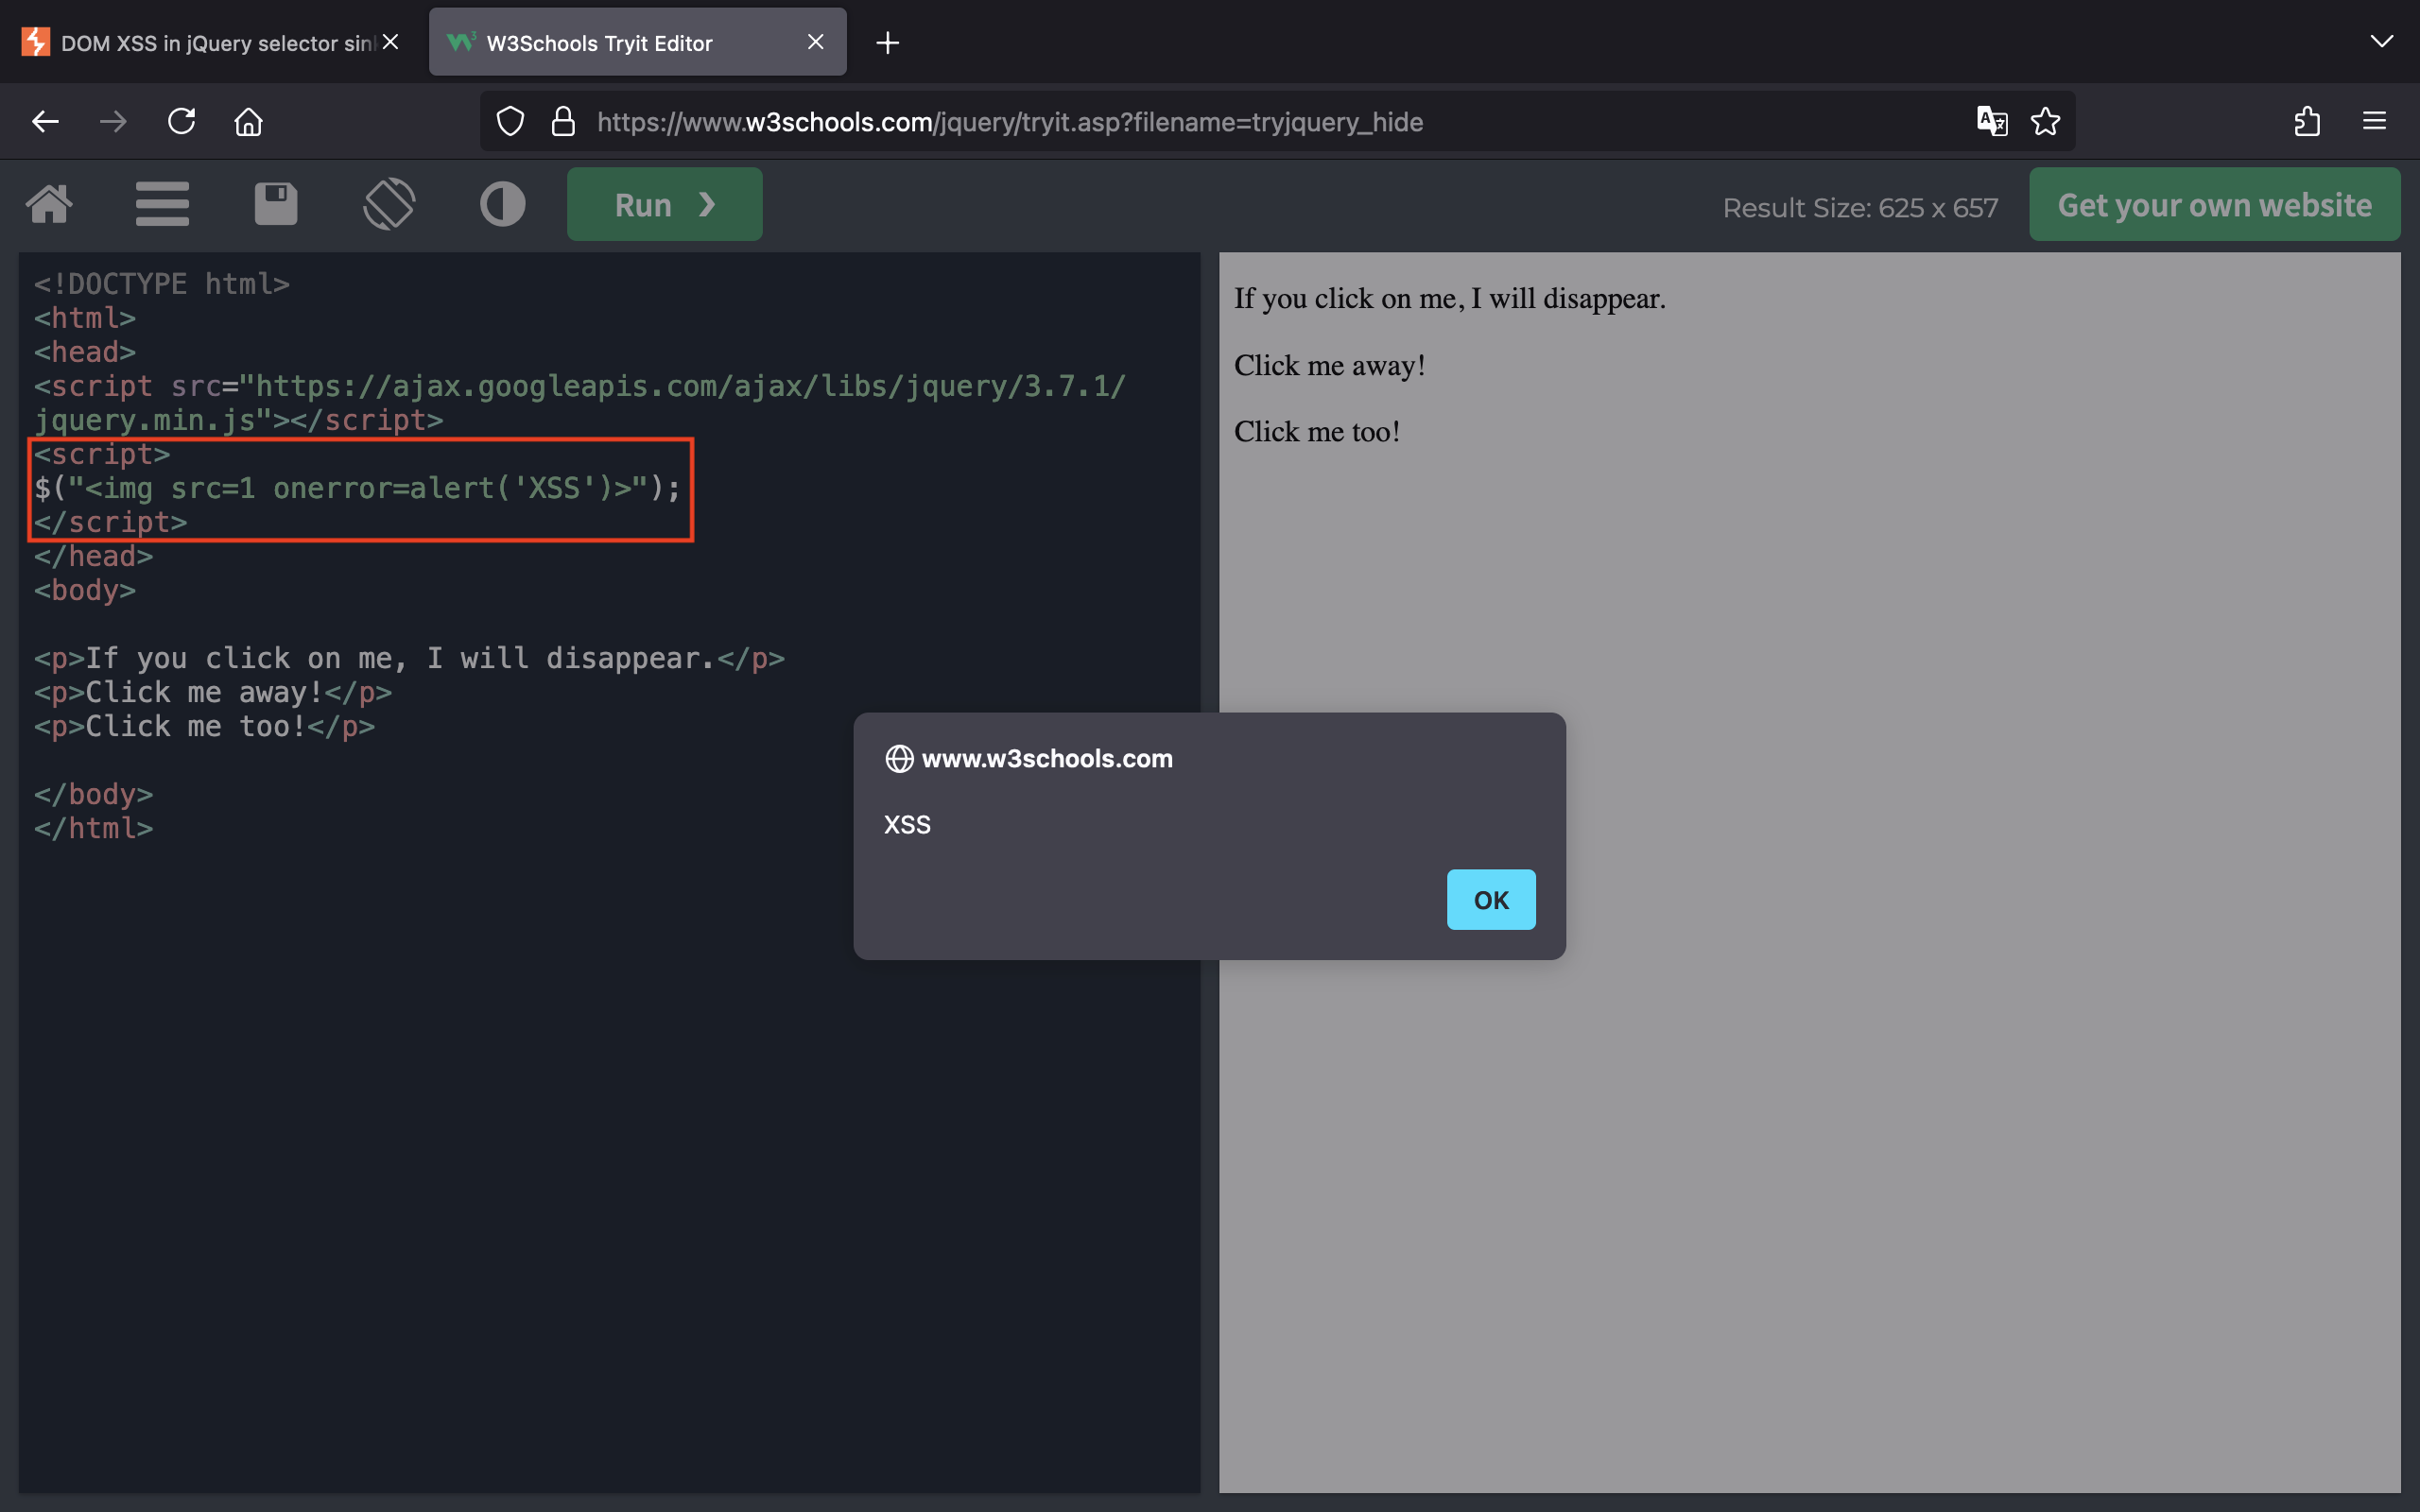 DOM XSS in jQuery selector sin
W3Schools Tryit Editor
https://www.w3schools.com/jquery/tryit.asp?filename=tryjquery_hide
Run ❯
Result Size: 625 x 657
Get your own website
<!DOCTYPE html>
<html>
<head>
<script src="https://ajax.googleapis.com/ajax/libs/jquery/3.7.1/
jquery.min.js"></script>
<script>
$("<img src=1 onerror=alert('XSS')>");
</script>
</head>
<body>
<p>If you click on me, I will disappear.</p>
<p>Click me away!</p>
<p>Click me too!</p>
</body>
</html>
If you click on me, I will disappear.
Click me away!
Click me too!
www.w3schools.com
XSS
OK